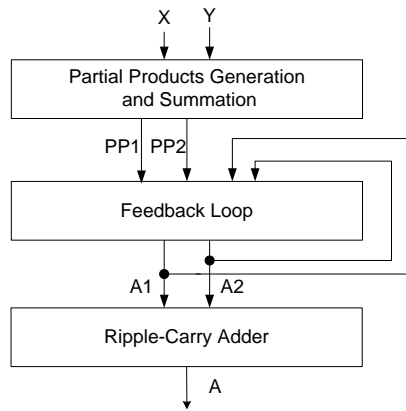 X Y
Partial Products Generation
and Summation
PP1 PP2
Feedback Loop
A1 A2
Ripple-Carry Adder
A